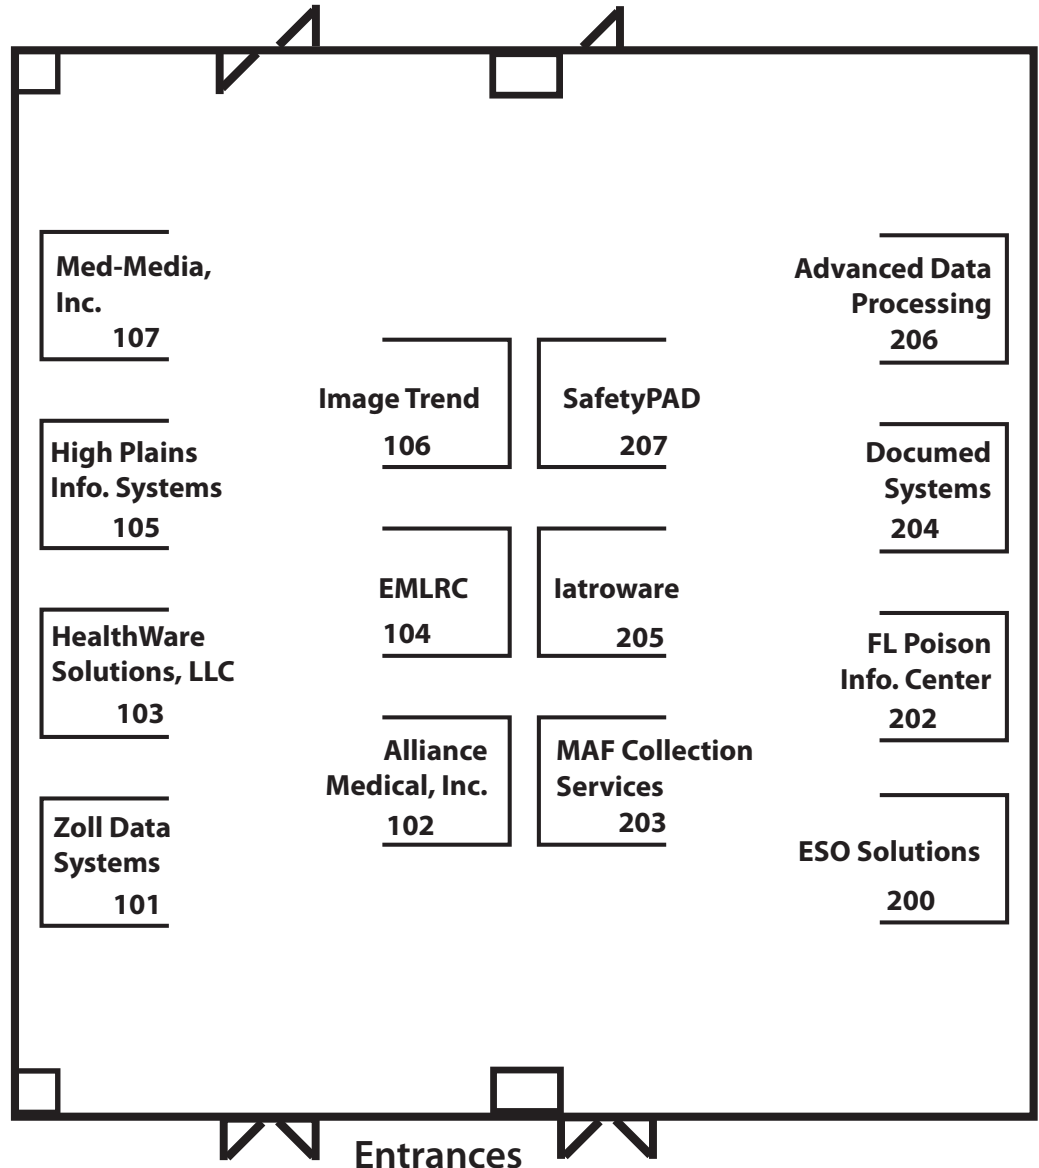 Med-Media,
Inc.
107
High Plains
Info. Systems
105
HealthWare
Solutions, LLC
103
Zoll Data
Systems
101
Image Trend
106
EMLRC
104
Alliance
Medical, Inc.
102
SafetyPAD
207
Iatroware
205
MAF Collection
Services
203
Advanced Data
Processing
206
Documed
Systems
204
FL Poison
Info. Center
202
ESO Solutions
200
Entrances